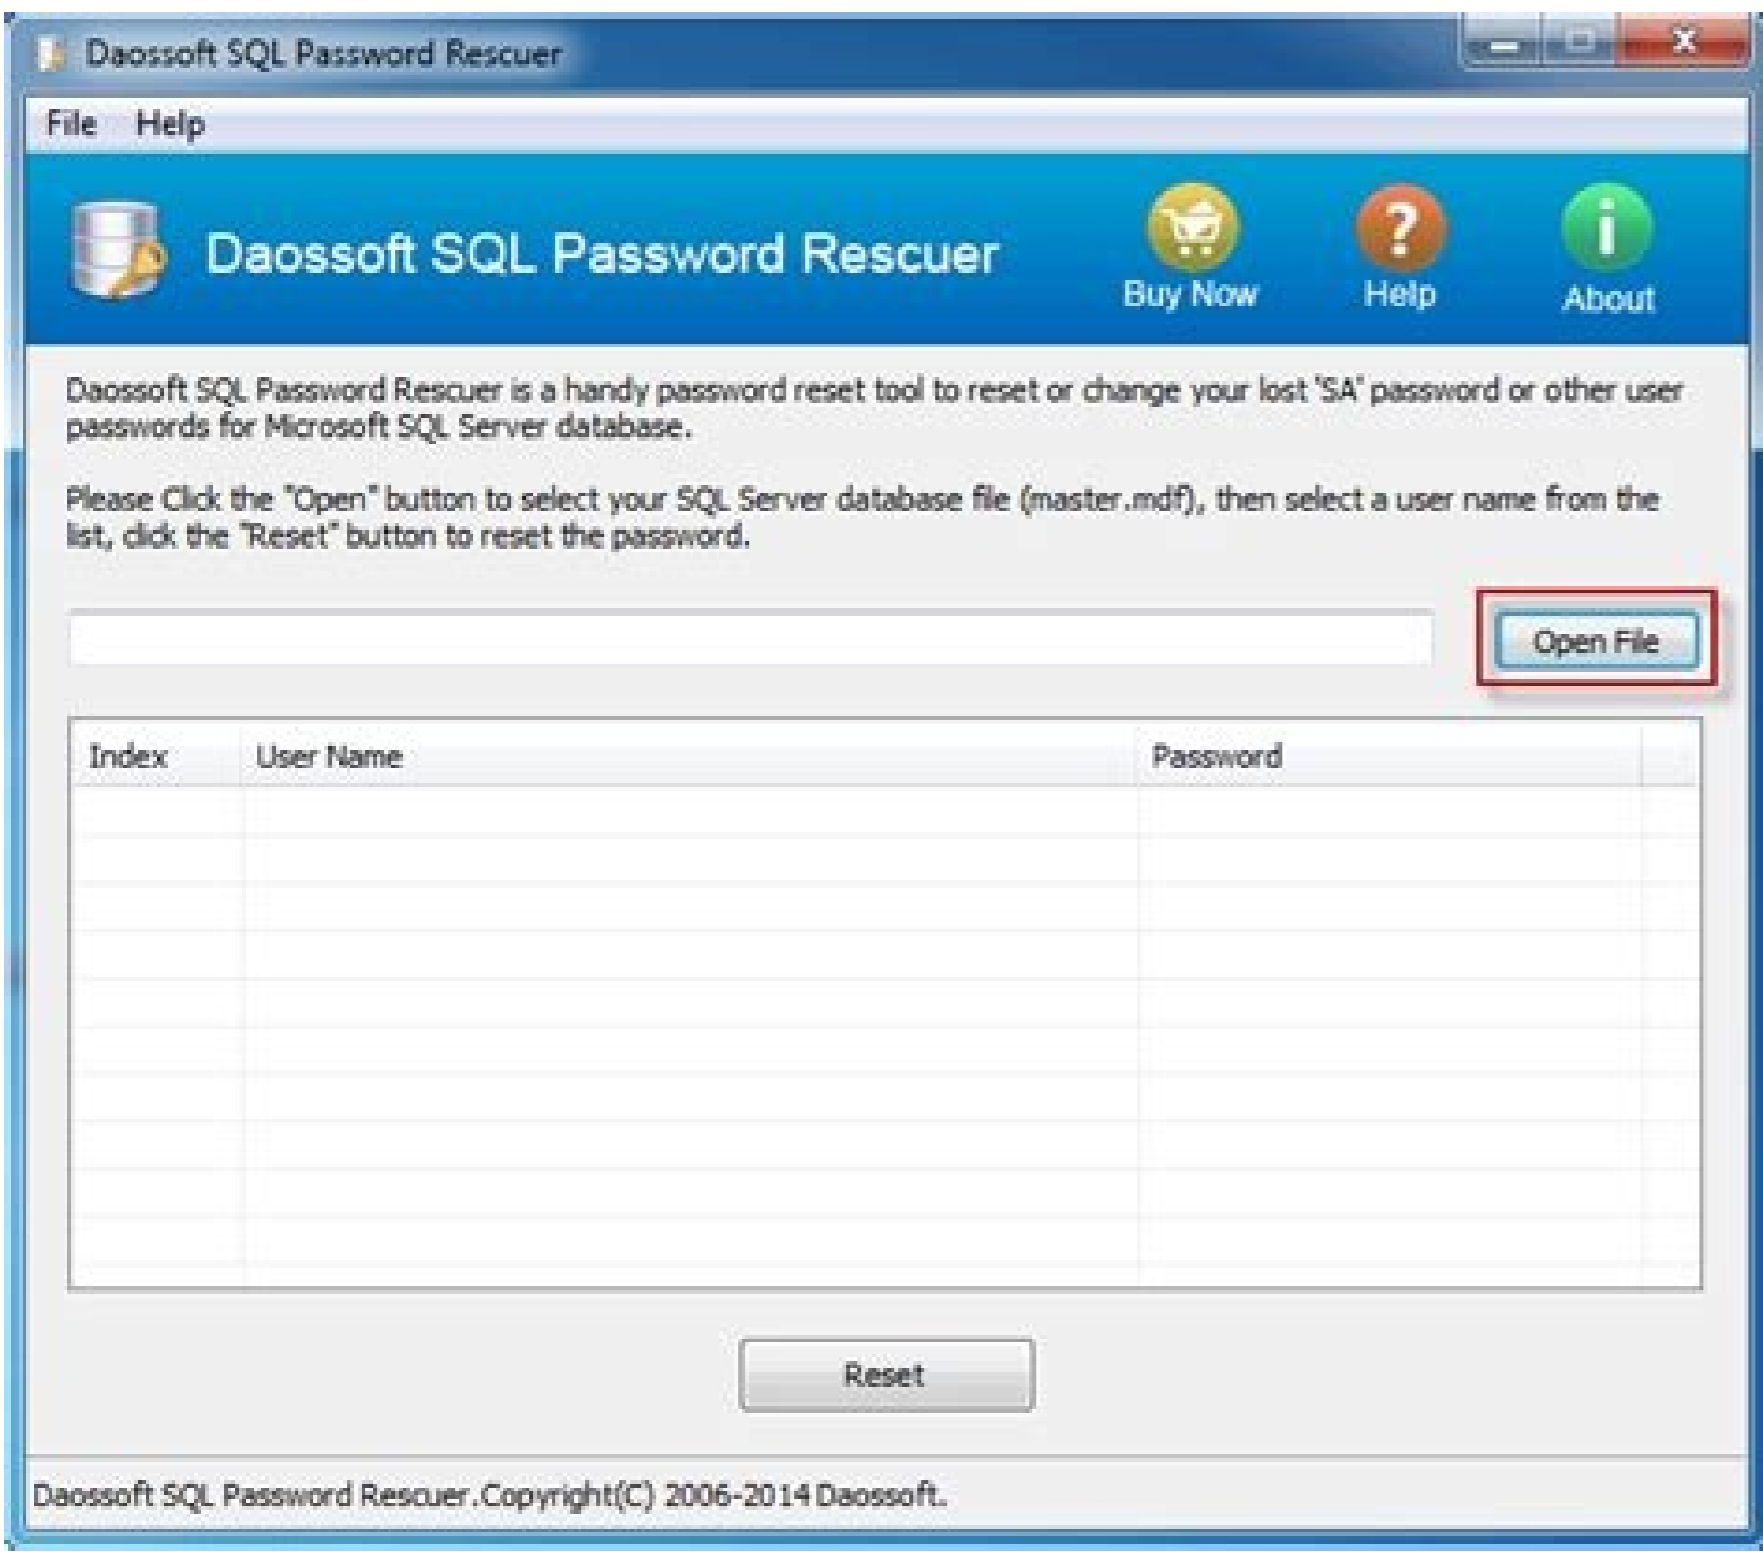 Daossoft SQL Password Rescuer
File Help
Daossoft SQL Password Rescuer
Buy Now
Help
About
Daossoft SQL Password Rescuer is a handy password reset tool to reset or change your lost 'SA' password or other user
passwords for Microsoft SQL Server database.
Please Click the "Open" button to select your SQL Server database file (master.mdf), then select a user name from the
list, click the "Reset" button to reset the password.
Open File
Index User Name Password
Reset
Daossoft SQL Password Rescuer.Copyright(C) 2006-2014 Daossoft.